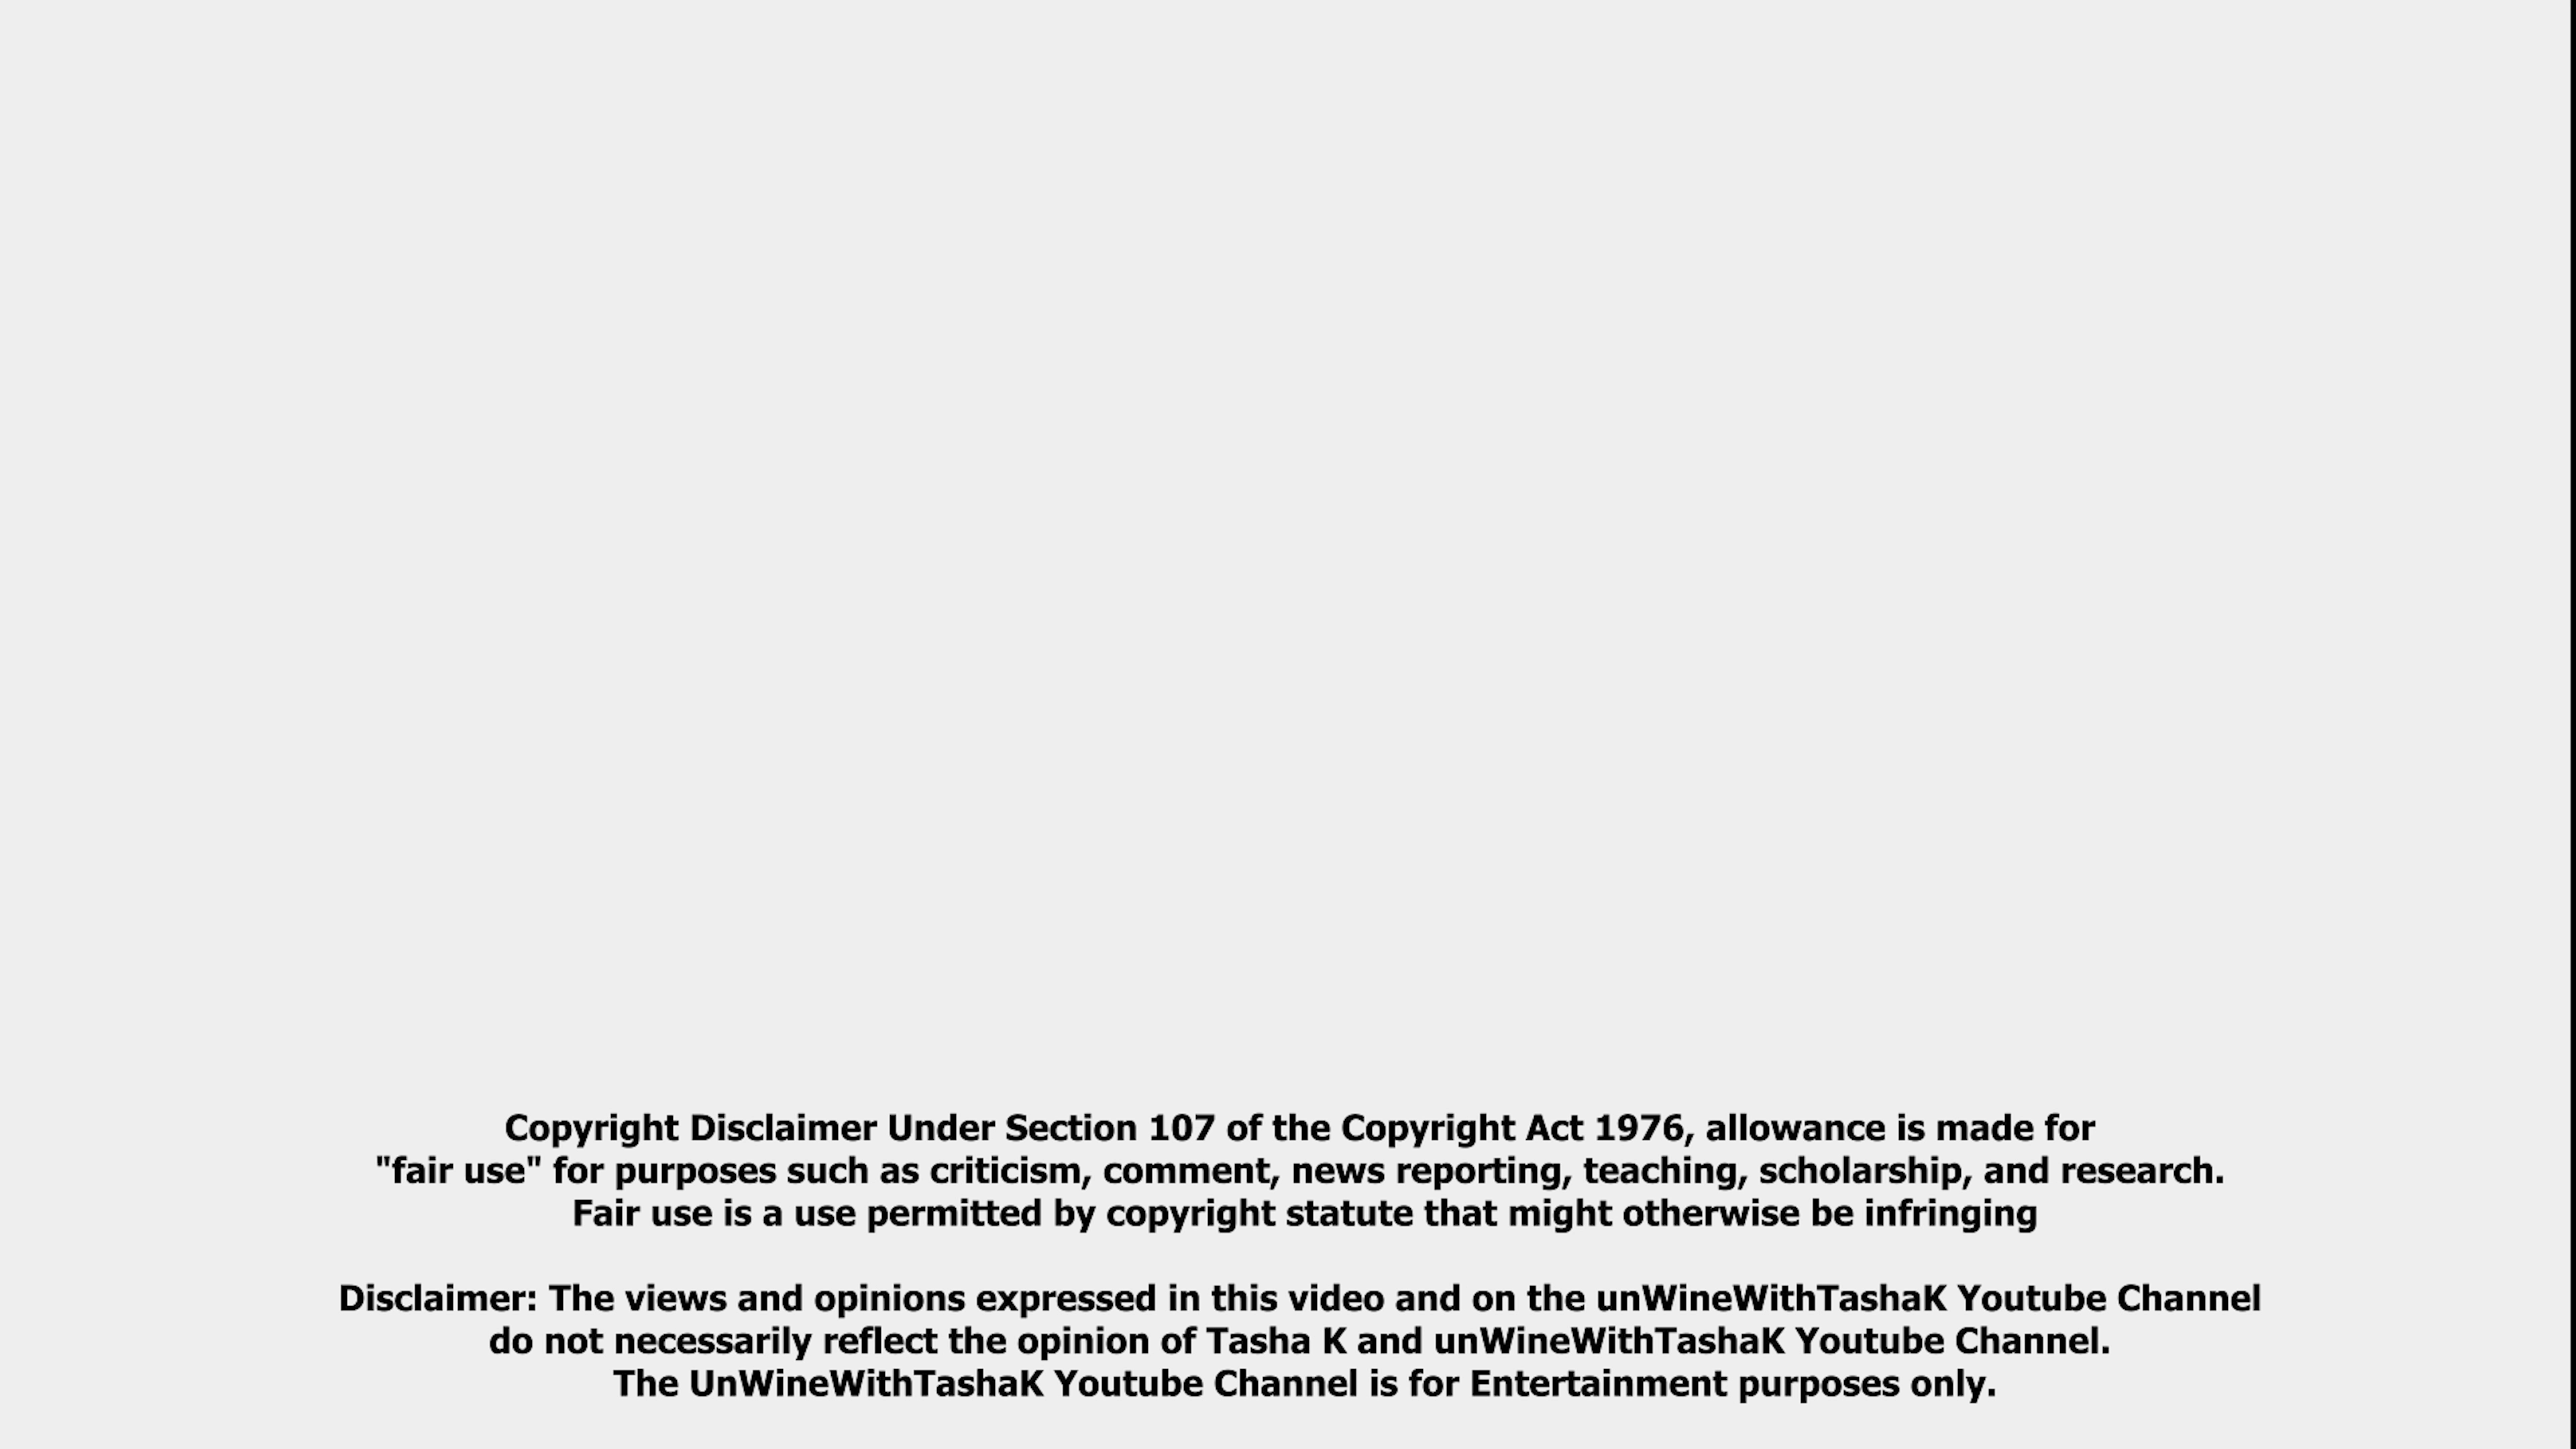 Copyright Disclaimer Under Section 107 of the Copyright Act 1976, allowance is made for
"fair use" for purposes such as criticism, comment, news reporting, teaching, scholarship, and research.
Fair use is a use permitted by copyright statute that might otherwise be infringing
Disclaimer: The views and opinions expressed in this video and on the unWineWithTashaK Youtube Channel
do not necessarily reflect the opinion of Tasha K and unWineWithTashaK Youtube Channel.
The UnWineWithTashaK Youtube Channel is for Entertainment purposes only.